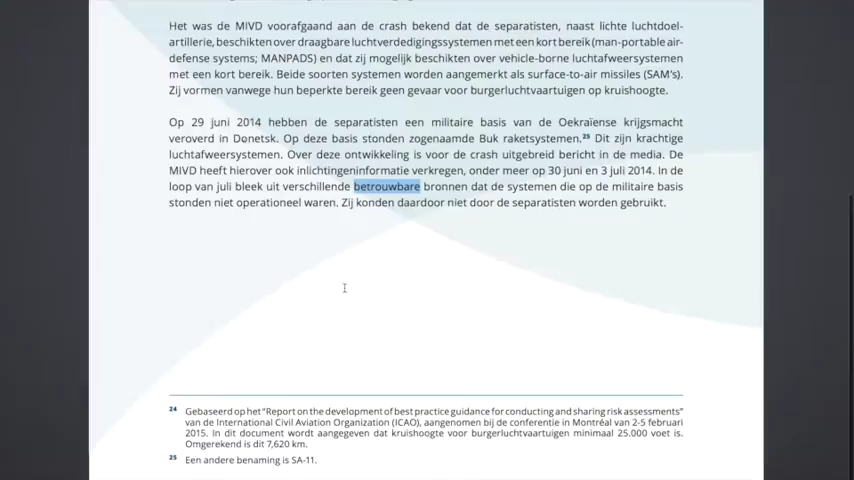 Het was de MIVD voorafgaand aan de crash bekend dat de separatisten, naast lichte luchtdoel-
artillerie, beschikten over draagbare luchtverdedigingssystemen met een kort bereik (man-portable air-
defense systems; MANPADS) en dat zij mogelijk beschikten over vehicle-borne luchtafweersystemen
met een kort bereik. Beide soorten systemen worden aangemerkt als surface-to-air missiles (SAM's).
Zij vormen vanwege hun beperkte bereik geen gevaar voor burgerluchtvaartuigen op kruishoogte.
Op 29 juni 2014 hebben de separatisten een militaire basis van de Oekraïense krijgsmacht
veroverd in Donetsk. Op deze basis stonden zogenaamde Buk raketsystemen.25 Dit zijn krachtige
luchtafweersystemen. Over deze ontwikkeling is voor de crash uitgebreid bericht in de media. De
MIVD heeft hierover ook inlichtingeninformatie verkregen, onder meer op 30 juni en 3 juli 2014. In de
loop van juli bleek uit verschillende betrouwbare bronnen dat de systemen die op de militaire basis
stonden niet operationeel waren. Zij konden daardoor niet door de separatisten worden gebruikt.
24 Gebaseerd op het "Report on the development of best practice guidance for conducting and sharing risk assessments"
van de International Civil Aviation Organization (ICAO), aangenomen bij de conferentie in Montréal van 2-5 februari
2015. In dit document wordt aangegeven dat kruishoogte voor burgerluchtvaartuigen minimaal 25.000 voet is.
Omgerekend is dit 7,620 km.
25 Een andere benaming is SA-11.